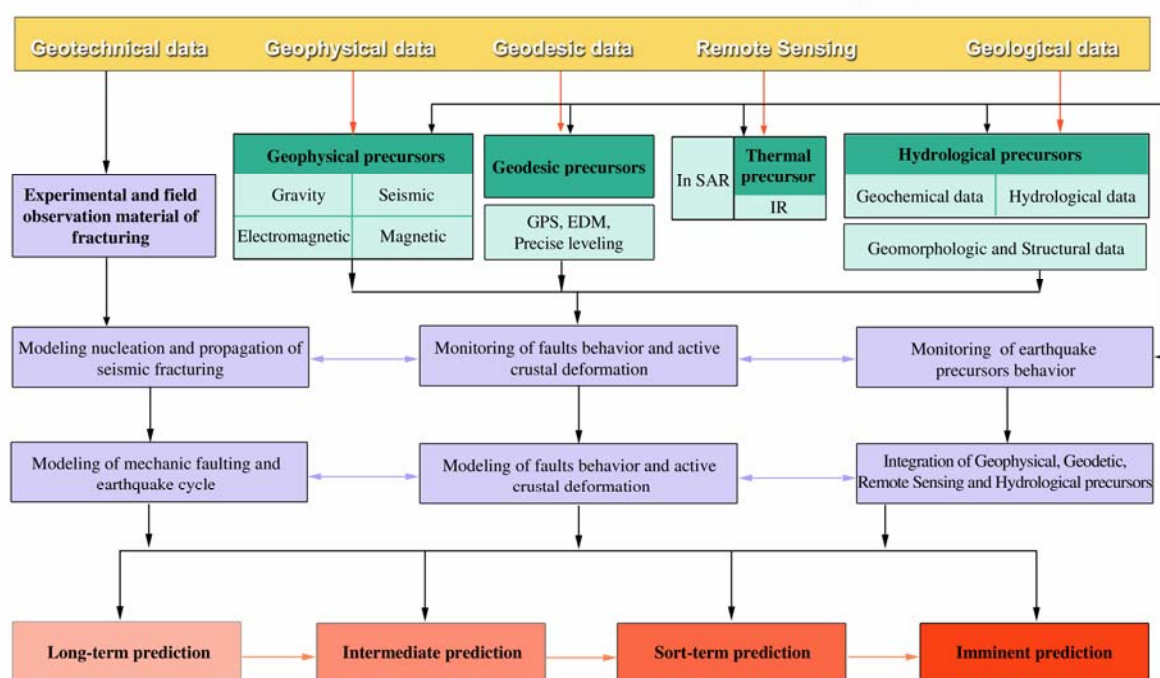 Geotechnical data
Geophysical data
Geodesic data
Remote Sensing
Geological data
Geophysical precursors
Gravity
Seismic
Electromagnetic
Magnetic
Geodesic precursors
GPS, EDM,
Precise leveling
In SAR
Thermal
precursor
IR
Hydrological precursors
Geochemical data
Hydrological data
Geomorphologic and Structural data
Experimental and field
observation material of
fracturing
Modeling nucleation and propagation of
seismic fracturing
Monitoring of faults behavior and active
crustal deformation
Monitoring of earthquake
precursors behavior
Modeling of mechanic faulting and
earthquake cycle
Modeling of faults behavior and active
crustal deformation
Integration of Geophysical, Geodetic,
Remote Sensing and Hydrological precursors
Long-term prediction
Intermediate prediction
Sort-term prediction
Imminent prediction